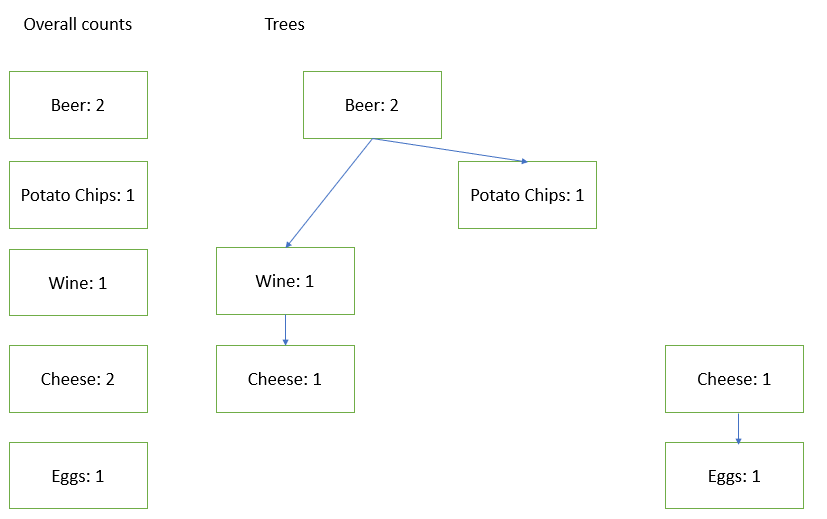 Overall counts
Trees
Beer: 2
Beer: 2
Potato Chips: 1
Potato Chips: 1
Wine: 1
Wine: 1
Cheese: 2
Cheese: 1
Cheese: 1
Eggs: 1
Eggs: 1